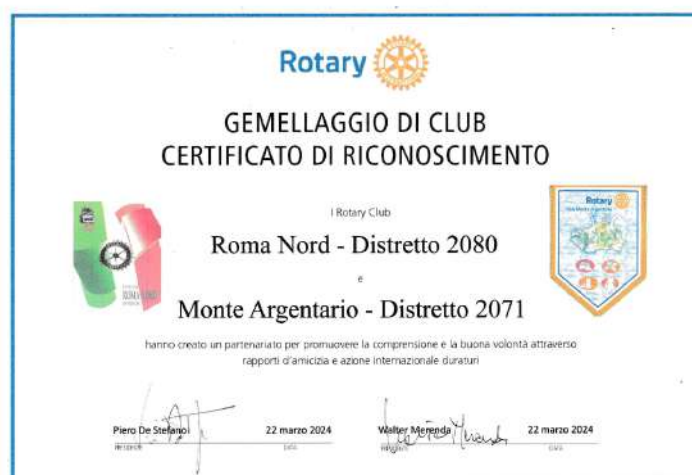 Rotary
GEMELLAGGIO DI CLUB
CERTIFICATO DI RICONOSCIMENTO
I Rotary Club
Roma Nord - Distretto 2080
e
Monte Argentario - Distretto 2071
hanno creato un partenariato per promuovere la comprensione e la buona volontà attraverso
rapporti d'amicizia e azione internazionale duraturi
Rotary
Piero De Stefano
22 marzo 2024
Walter Merenda
22 marzo 2024